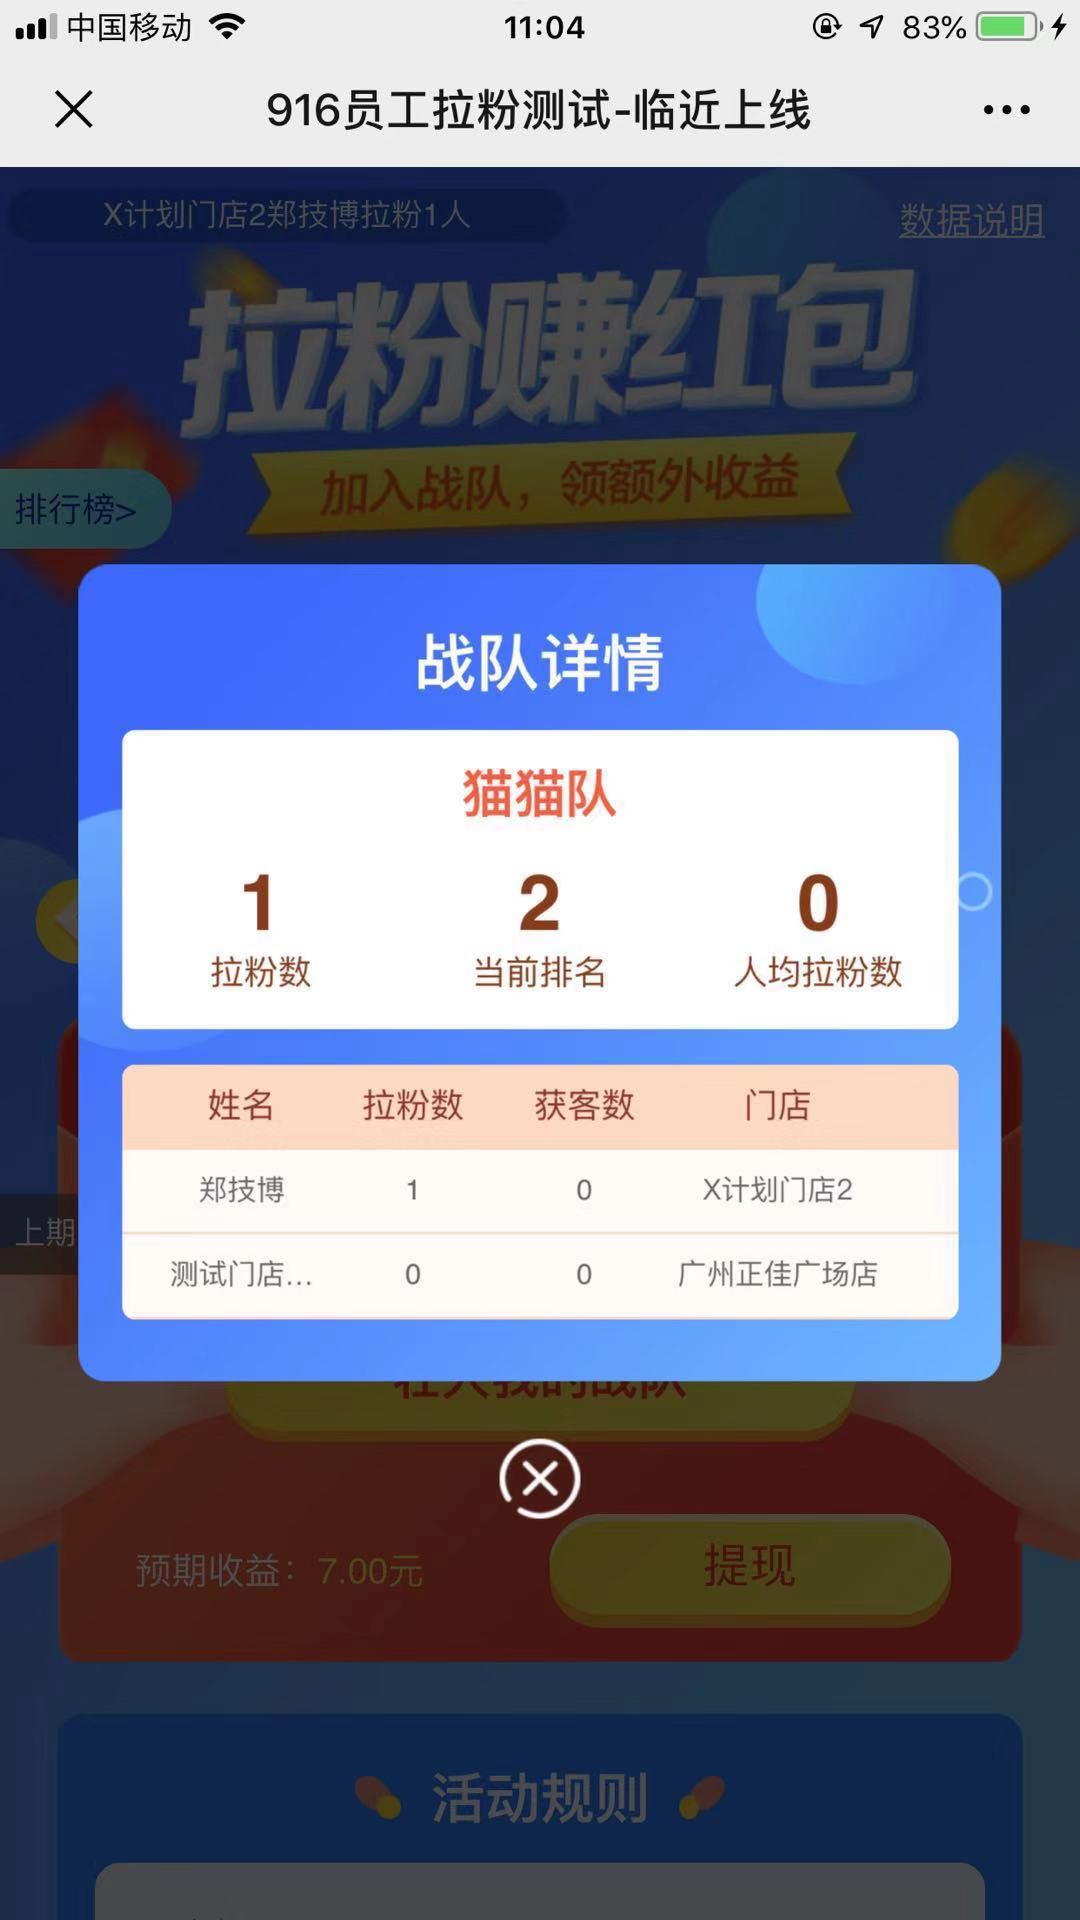 中国移动 11:04 83%
916员工拉粉测试-临近上线
X计划门店2郑技博拉粉1人
数据说明
拉粉赚红包
加入战队，领额外收益
排行榜>
战队详情
猫猫队
1 2 0
拉粉数 当前排名 人均拉粉数
姓名 拉粉数 获客数 门店
郑技博 1 0 X计划门店2
上期
测试门店... 0 0 广州正佳广场店
壮大我的战队
预期收益：7.00元
提现
活动规则